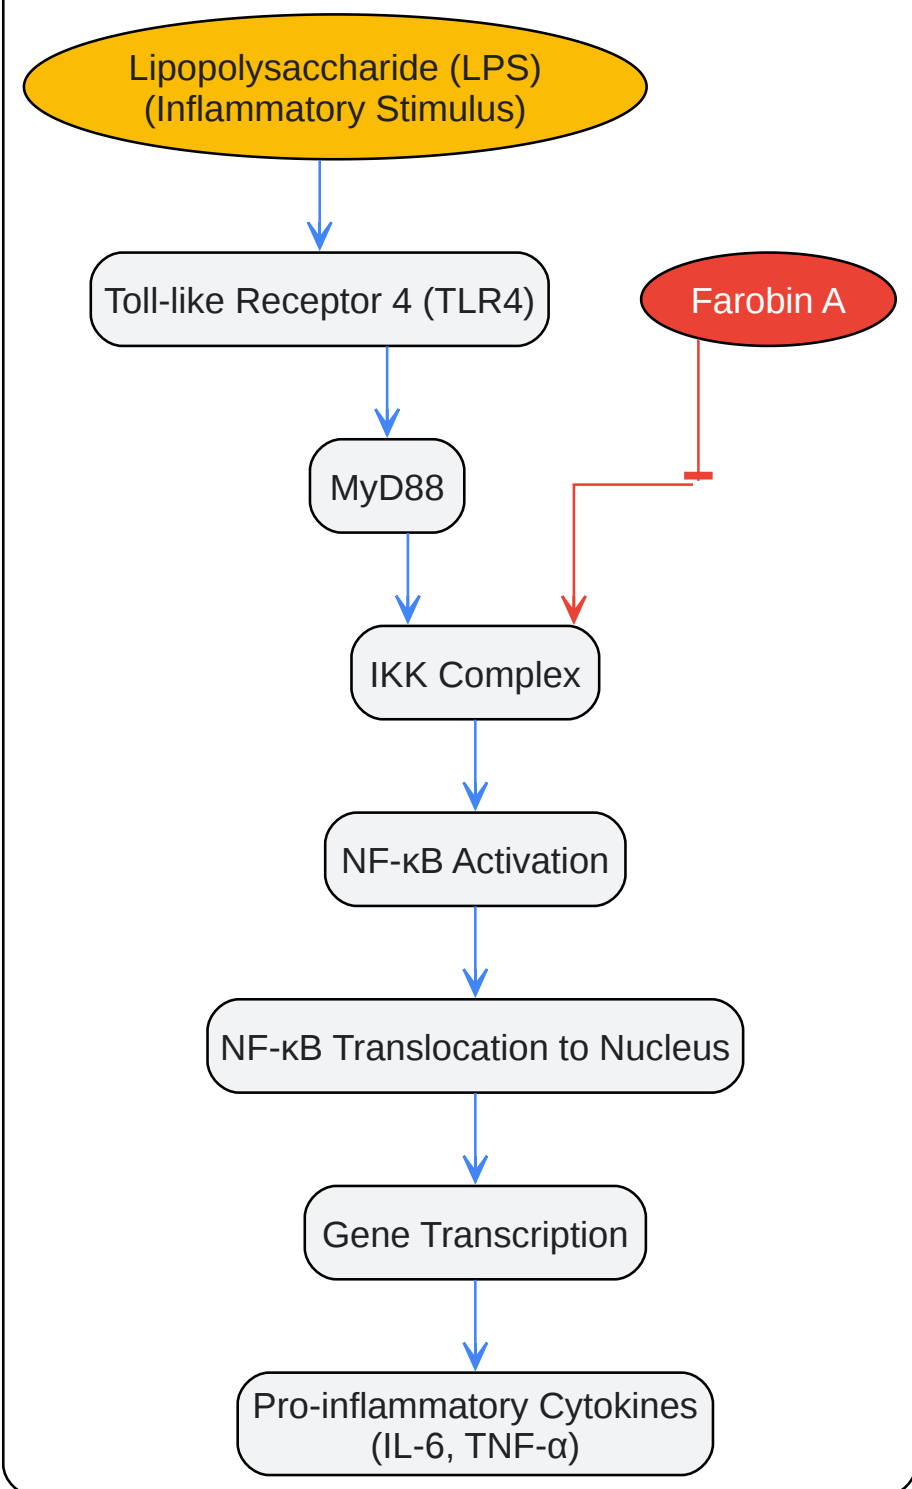 Lipopolysaccharide (LPS)
(Inflammatory Stimulus)
Toll-like Receptor 4 (TLR4)
Farobin A
MyD88
IKK Complex
NF-κB Activation
NF-κB Translocation to Nucleus
Gene Transcription
Pro-inflammatory Cytokines
(IL-6, TNF-α)